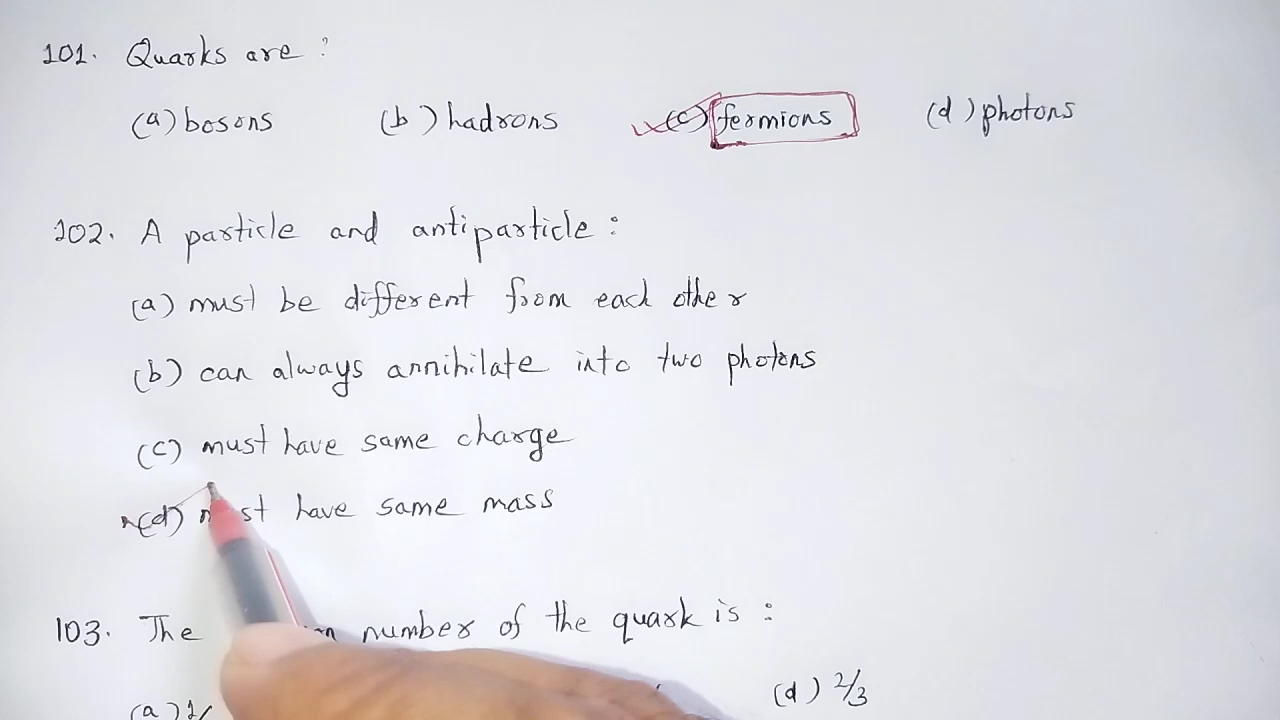 101. Quarks are ?
(a) bosons (b) hadrons (c) fermions (d) photons
102. A particle and antiparticle :
(a) must be different from each other
(b) can always annihilate into two photons
(c) must have same charge
(d) must have same mass
103. The number of the quark is :
(a) (d) 2/3